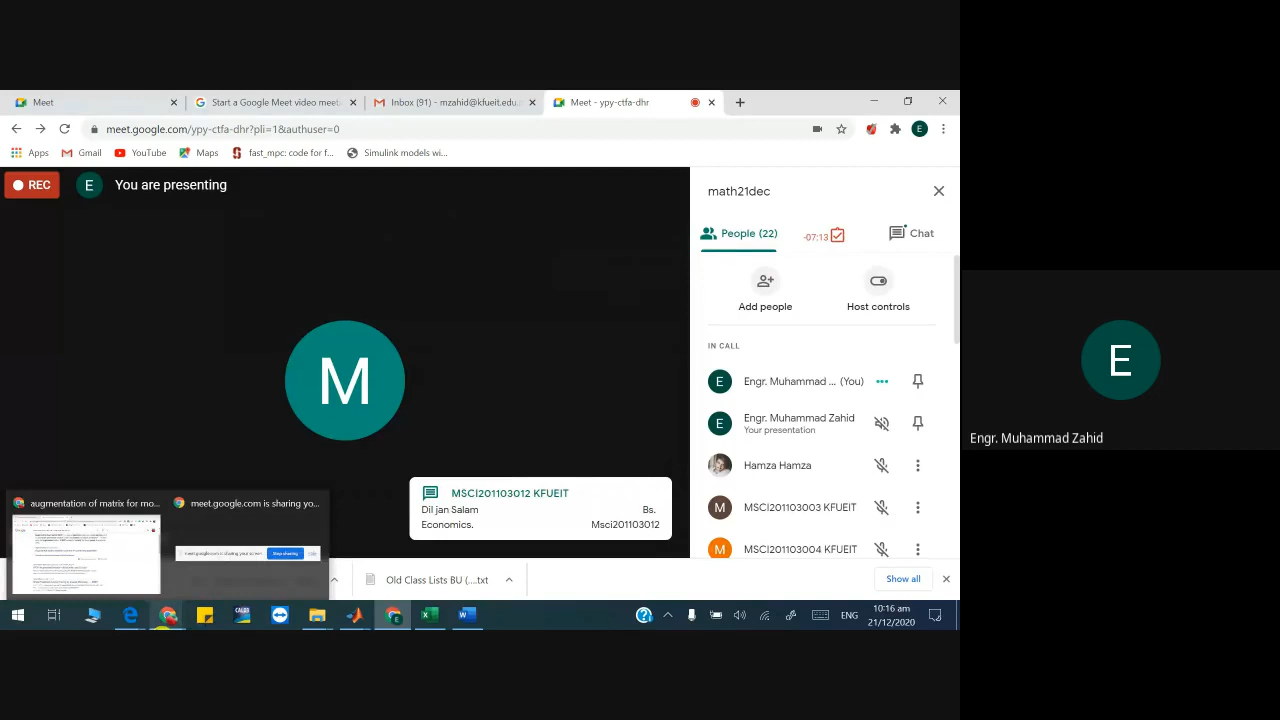 Meet
Start a Google Meet video meeti
Inbox (91) - mzahid@kfueit.edu.
Meet - ypy-ctfa-dhr
meet.google.com/ypy-ctfa-dhr?pli=1&authuser=0
E
Apps
Gmail
YouTube
Maps
fast_mpc: code for f...
Simulink models wi...
REC
E
You are presenting
M
math21dec
People (22)
-07:13
Chat
Add people
Host controls
IN CALL
E
Engr. Muhammad ... (You)
E
Engr. Muhammad Zahid
Your presentation
Hamza Hamza
M
MSCI201103003 KFUEIT
M
MSCI201103004 KFUEIT
MSCI201103012 KFUEIT
Dil jan Salam Bs.
Economics. Msci201103012
augmentation of matrix for mo...
meet.google.com is sharing yo...
Stop sharing
Old Class Lists BU (....txt
Show all
ENG
10:16 am
21/12/2020
E
Engr. Muhammad Zahid